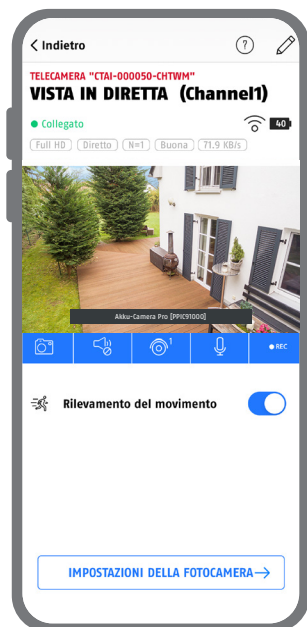 Indietro
?
TELECAMERA "CTAI-000050-CHTWM"
VISTA IN DIRETTA (Channel1)
Collegato
40
Full HD Diretto N=1 Buona 71.9 KB/s
Akku-Camera Pro [PPIC91000]
1
REC
Rilevamento del movimento
IMPOSTAZIONI DELLA FOTOCAMERA